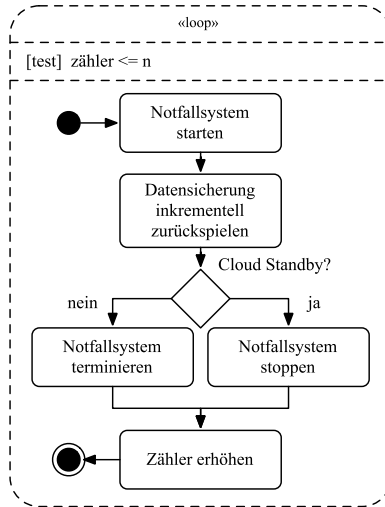 «loop»
[test] zähler <= n
Notfallsystem
starten
Datensicherung
inkrementell
zurückspielen
Cloud Standby?
nein
ja
Notfallsystem
terminieren
Notfallsystem
stoppen
Zähler erhöhen